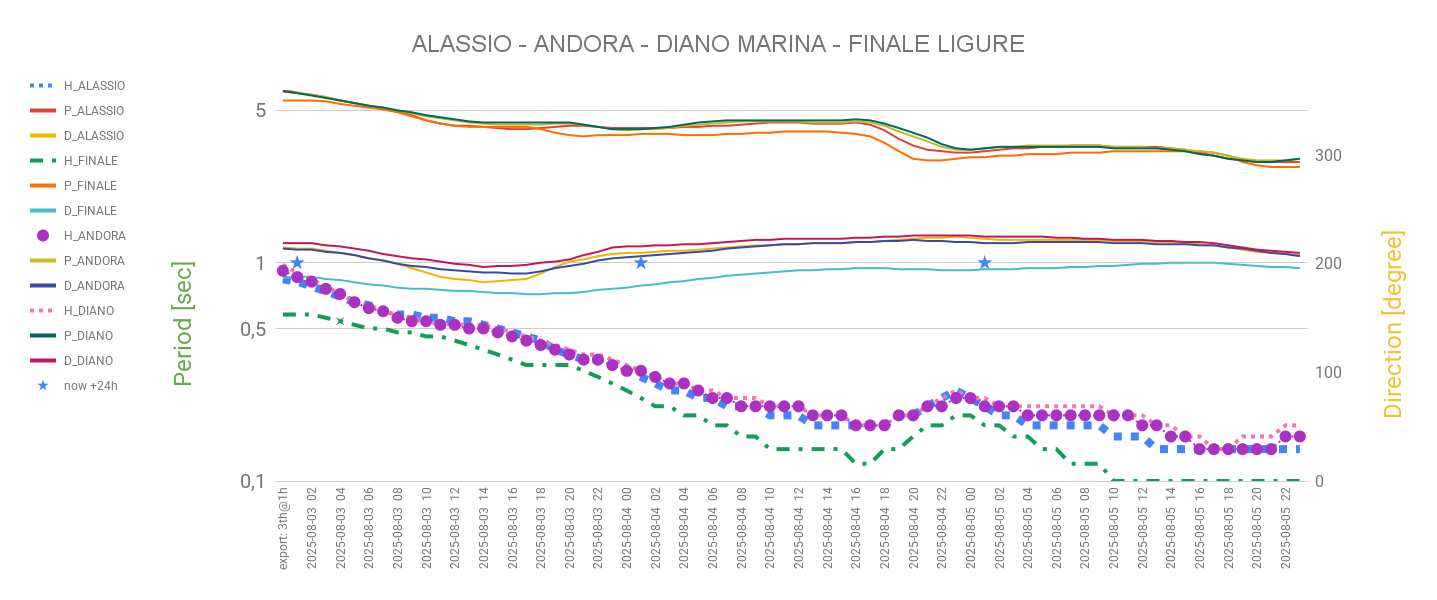 ALASSIO - ANDORA - DIANO MARINA - FINALE LIGURE
H_ALASSIO
P_ALASSIO
D_ALASSIO
H_FINALE
P_FINALE
D_FINALE
H_ANDORA
P_ANDORA
D_ANDORA
H_DIANO
P_DIANO
D_DIANO
now +24h
Period [sec]
5
1
0,5
0,1
300
200
100
0
Direction [degree]
export: 3th@1h
2025-08-03 02
2025-08-03 04
2025-08-03 06
2025-08-03 08
2025-08-03 10
2025-08-03 12
2025-08-03 14
2025-08-03 16
2025-08-03 18
2025-08-03 20
2025-08-03 22
2025-08-04 00
2025-08-04 02
2025-08-04 04
2025-08-04 06
2025-08-04 08
2025-08-04 10
2025-08-04 12
2025-08-04 14
2025-08-04 16
2025-08-04 18
2025-08-04 20
2025-08-04 22
2025-08-05 00
2025-08-05 02
2025-08-05 04
2025-08-05 06
2025-08-05 08
2025-08-05 10
2025-08-05 12
2025-08-05 14
2025-08-05 16
2025-08-05 18
2025-08-05 20
2025-08-05 22